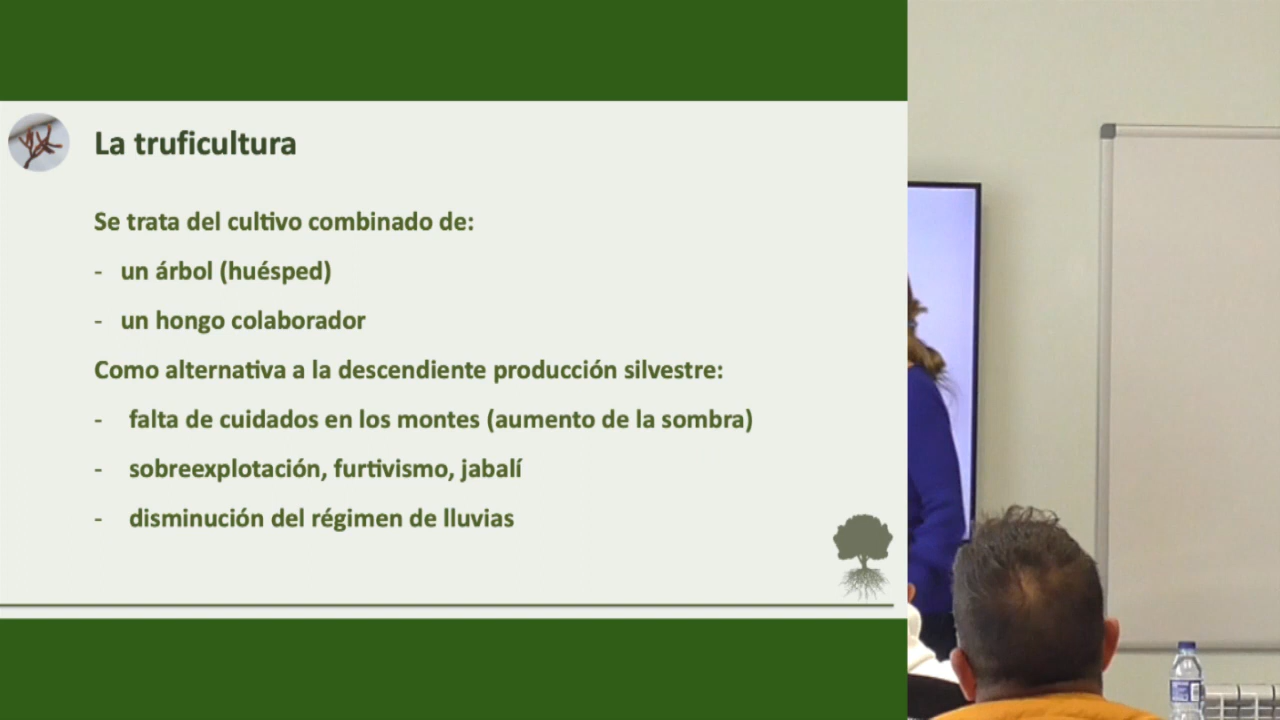 La truficultura
Se trata del cultivo combinado de:
- un árbol (huésped)
- un hongo colaborador
Como alternativa a la descendiente producción silvestre:
- falta de cuidados en los montes (aumento de la sombra)
- sobreexplotación, furtivismo, jabalí
- disminución del régimen de lluvias